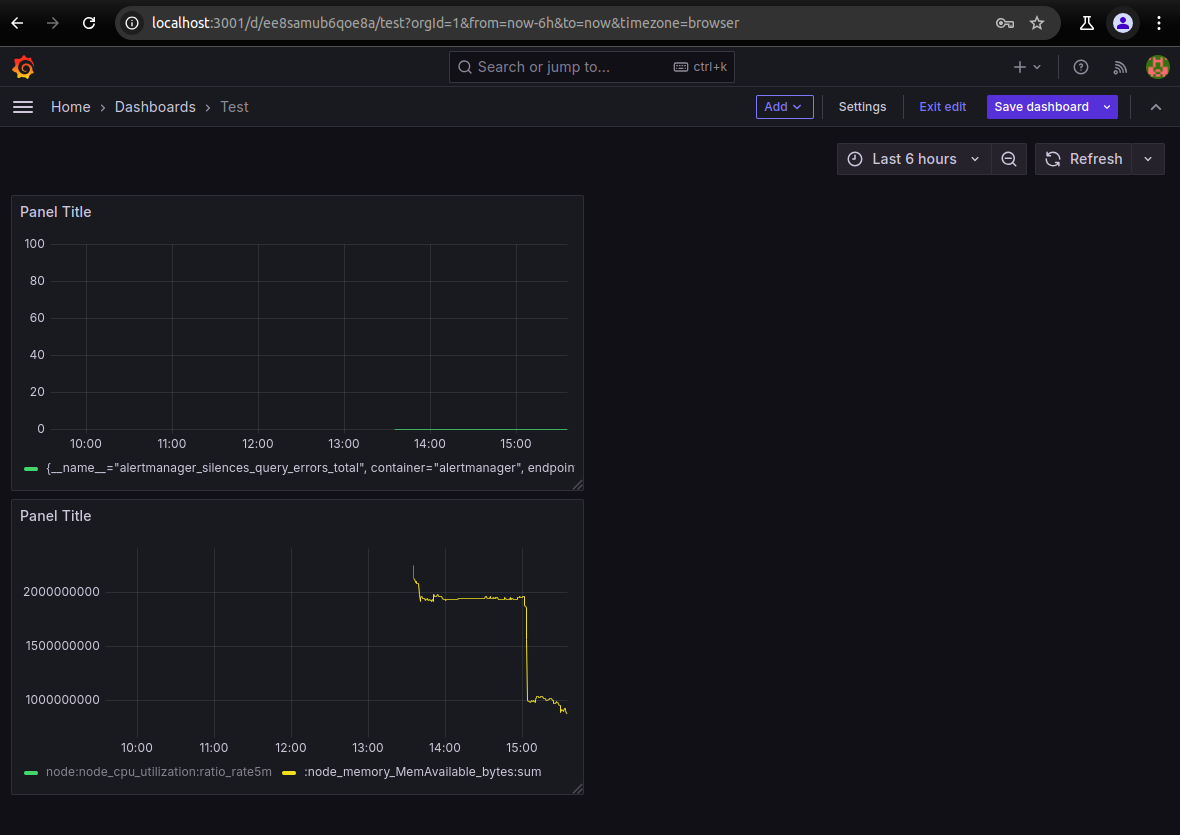 localhost:3001/d/ee8samub6qoe8a/test?orgId=1&from=now-6h&to=now&timezone=browser
Search or jump to... ctrl+k
Home › Dashboards › Test Add Settings Exit edit Save dashboard
Last 6 hours Refresh
Panel Title
100
80
60
40
20
0
10:00 11:00 12:00 13:00 14:00 15:00
{__name__="alertmanager_silences_query_errors_total", container="alertmanager", endpoin
Panel Title
2000000000
1500000000
1000000000
10:00 11:00 12:00 13:00 14:00 15:00
node:node_cpu_utilization:ratio_rate5m :node_memory_MemAvailable_bytes:sum